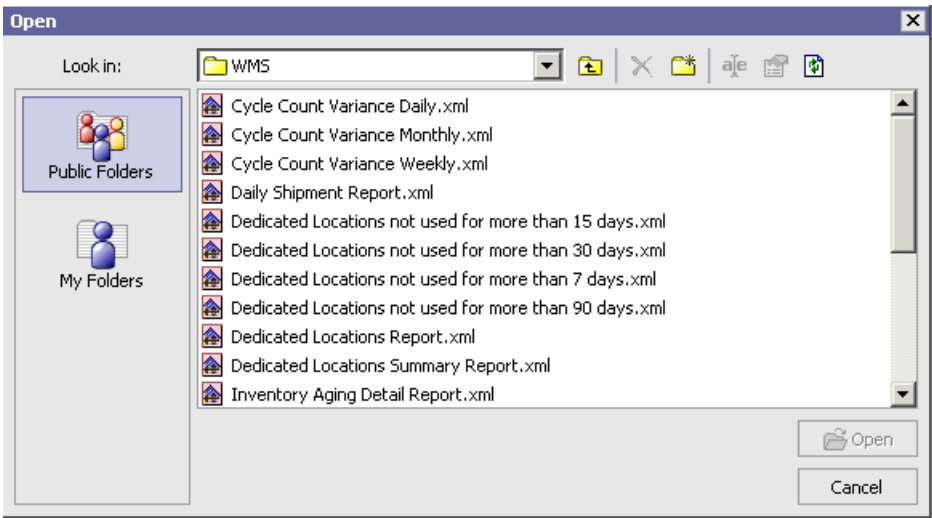 Open
Look in:
WMS
Public Folders
My Folders
Cycle Count Variance Daily.xml
Cycle Count Variance Monthly.xml
Cycle Count Variance Weekly.xml
Daily Shipment Report.xml
Dedicated Locations not used for more than 15 days.xml
Dedicated Locations not used for more than 30 days.xml
Dedicated Locations not used for more than 7 days.xml
Dedicated Locations not used for more than 90 days.xml
Dedicated Locations Report.xml
Dedicated Locations Summary Report.xml
Inventory Aging Detail Report.xml
Open
Cancel